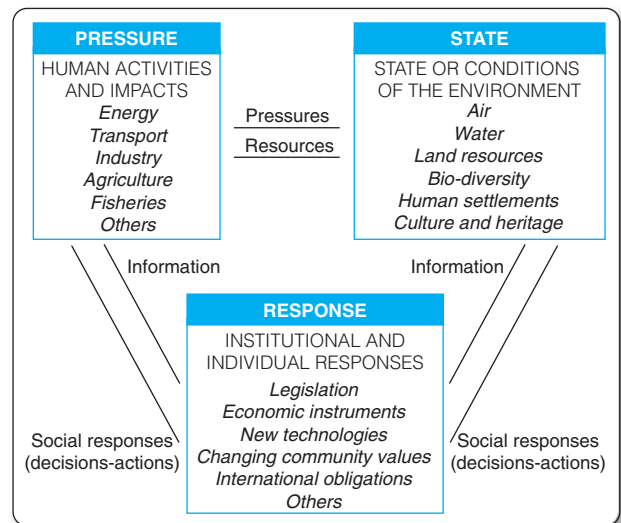 PRESSURE
HUMAN ACTIVITIES
AND IMPACTS
Energy
Transport
Industry
Agriculture
Fisheries
Others
Pressures
Resources
STATE
STATE OR CONDITIONS
OF THE ENVIRONMENT
Air
Water
Land resources
Bio-diversity
Human settlements
Culture and heritage
Information
Information
RESPONSE
INSTITUTIONAL AND
INDIVIDUAL RESPONSES
Legislation
Economic instruments
New technologies
Changing community values
International obligations
Others
Social responses
(decisions-actions)
Social responses
(decisions-actions)